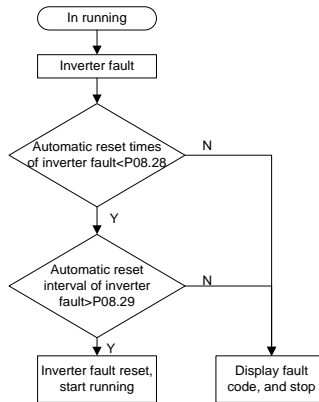 In running
Inverter fault
Automatic reset times
of inverter fault<P08.28
N
Y
Automatic reset
interval of inverter
fault>P08.29
N
Y
Inverter fault reset,
start running
Display fault
code, and stop